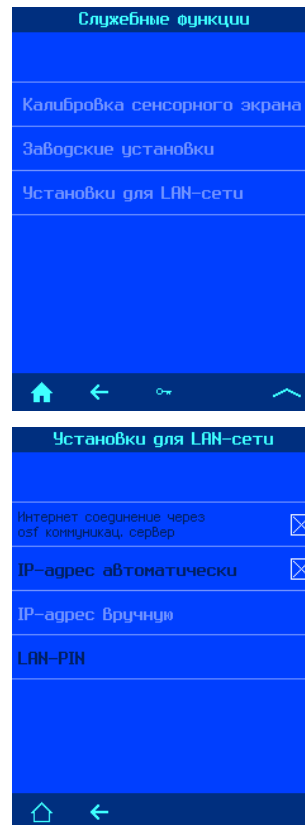 Служебные функции
Калибровка сенсорного экрана
Заводские установки
Установки для LAN-сети
Установки для LAN-сети
Интернет соединение через
osf коммуникац. сервер
IP-адрес автоматически
IP-адрес вручную
LAN-PIN